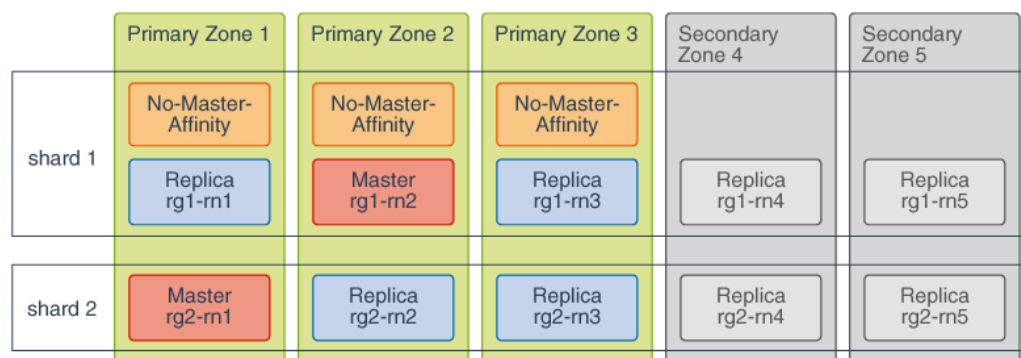 Primary Zone 1
Primary Zone 2
Primary Zone 3
Secondary
Zone 4
Secondary
Zone 5
shard 1
No-Master-
Affinity
No-Master-
Affinity
No-Master-
Affinity
Replica
rg1-rn1
Master
rg1-rn2
Replica
rg1-rn3
Replica
rg1-rn4
Replica
rg1-rn5
shard 2
Master
rg2-rn1
Replica
rg2-rn2
Replica
rg2-rn3
Replica
rg2-rn4
Replica
rg2-rn5